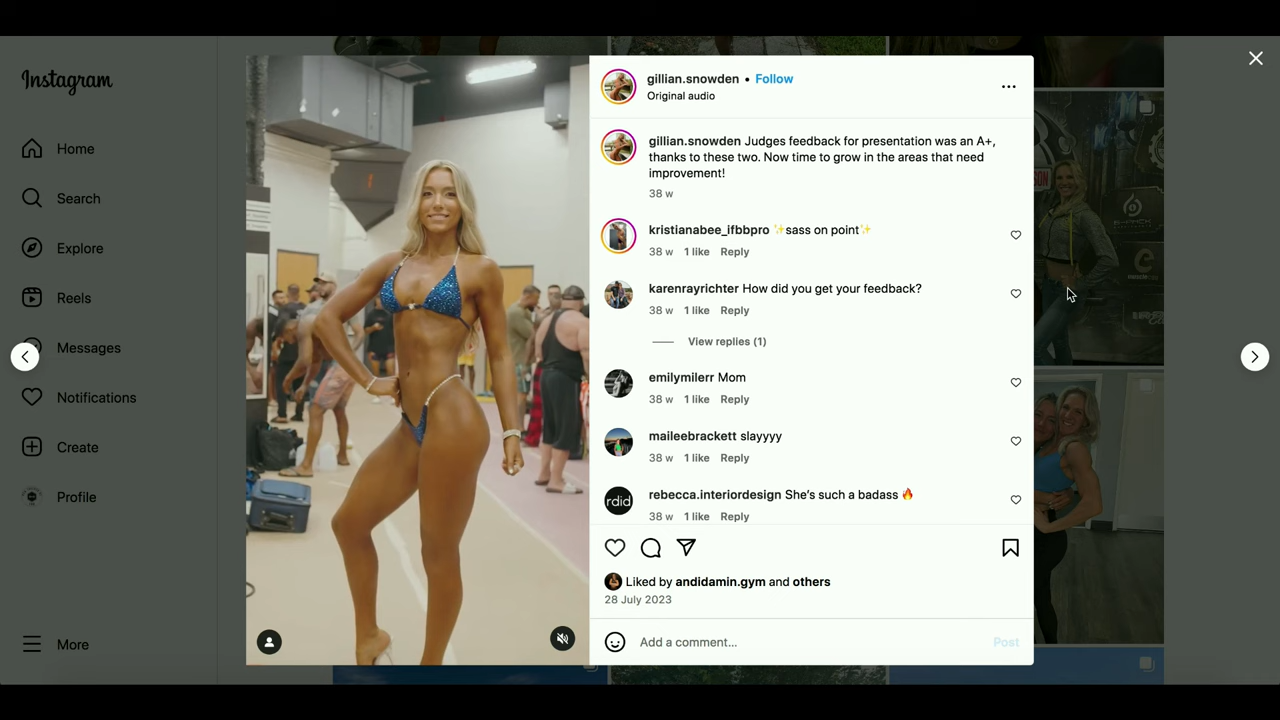 Instagram
Home
Search
Explore
Reels
Messages
Notifications
Create
Profile
More
gillian.snowden • Follow
Original audio
gillian.snowden Judges feedback for presentation was an A+,
thanks to these two. Now time to grow in the areas that need
improvement!
38 w
kristianabee_ifbbpro ✨sass on point✨
38 w 1 like Reply
karenrayrichter How did you get your feedback?
38 w 1 like Reply
View replies (1)
emilymilerr Mom
38 w 1 like Reply
maileebrackett slayyyy
38 w 1 like Reply
rdid
rebecca.interiordesign She's such a badass 🔥
38 w 1 like Reply
Liked by andidamin.gym and others
28 July 2023
Add a comment...
Post